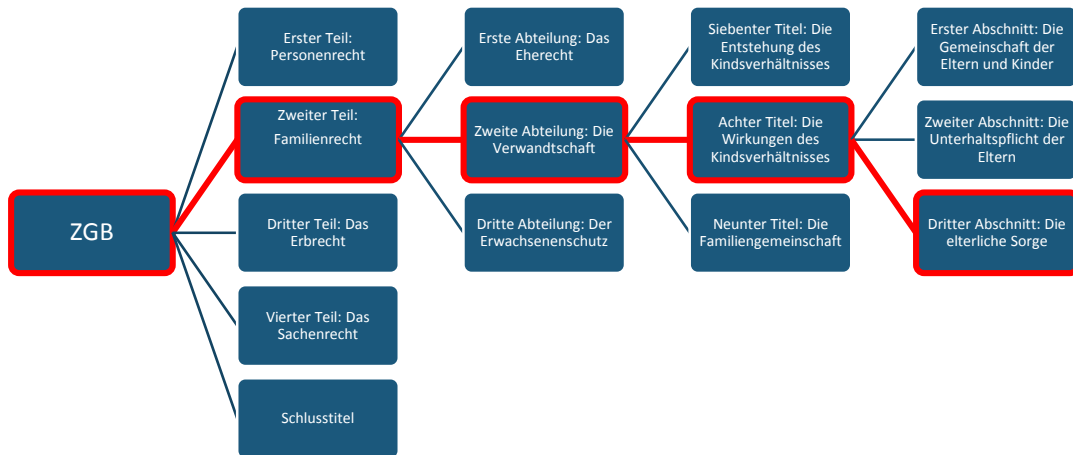 ZGB
Erster Teil:
Personenrecht
Zweiter Teil:
Familienrecht
Dritter Teil: Das
Erbrecht
Vierter Teil: Das
Sachenrecht
Schlusstitel
Erste Abteilung: Das
Eherecht
Zweite Abteilung: Die
Verwandtschaft
Dritte Abteilung: Der
Erwachsenenschutz
Siebenter Titel: Die
Entstehung des
Kindsverhältnisses
Achter Titel: Die
Wirkungen des
Kindsverhältnisses
Neunter Titel: Die
Familiengemeinschaft
Erster Abschnitt: Die
Gemeinschaft der
Eltern und Kinder
Zweiter Abschnitt: Die
Unterhaltspflicht der
Eltern
Dritter Abschnitt: Die
elterliche Sorge